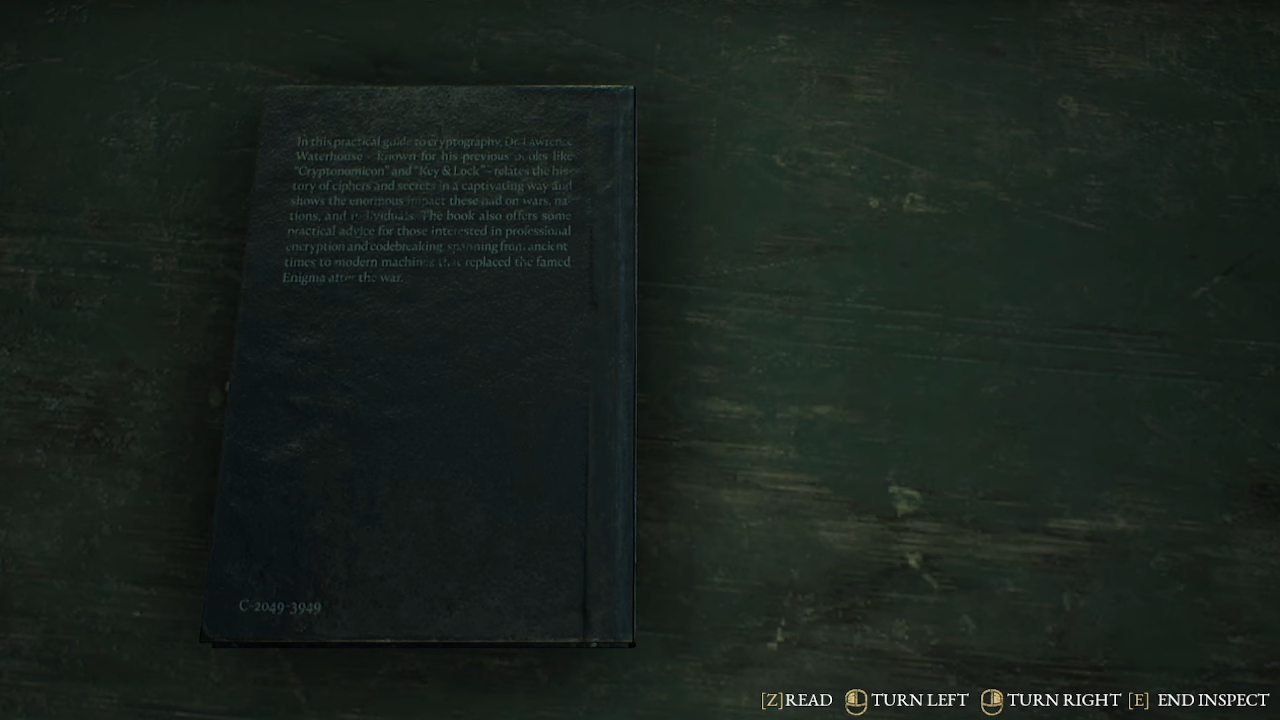 In this practical guide to cryptography, Dr. Lawrence
Waterhouse - known for his previous books like
"Cryptonomicon" and "Key & Lock" - relates the his-
tory of ciphers and secrets in a captivating way and
shows the enormous impact these had on wars, na-
tions, and individuals. The book also offers some
practical advice for those interested in professional
encryption and codebreaking, spanning from ancient
times to modern machines that replaced the famed
Enigma after the war.
C-2049-3949
[Z] READ TURN LEFT TURN RIGHT [E] END INSPECT